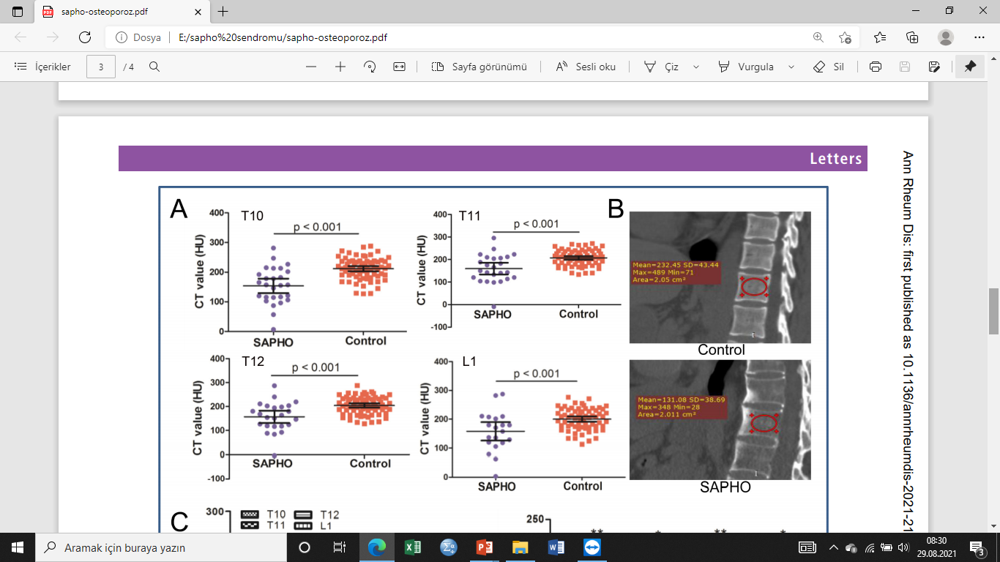 sapho-osteoporoz.pdf
Dosya
E:/sapho%20sendromu/sapho-osteoporoz.pdf
İçerikler
3
/ 4
Sayfa görünümü
Sesli oku
Çiz
Vurgula
Sil
Letters
Ann Rheum Dis: first published as 10.1136/annrheumdis-2021-21
A
T10
p < 0.001
CT value (HU)
400
300
200
100
0
SAPHO
Control
T11
p < 0.001
CT value (HU)
400
300
200
100
0
-100
SAPHO
Control
T12
p < 0.001
CT value (HU)
400
300
200
100
0
-100
SAPHO
Control
L1
p < 0.001
CT value (HU)
400
300
200
100
0
SAPHO
Control
B
Mean=232.45 SD=43.44
Max=489 Min=71
Area=2.05 cm²
Control
Mean=131.08 SD=38.69
Max=348 Min=28
Area=2.011 cm²
SAPHO
C
300
T10
T12
T11
L1
250
** * ** *
Aramak için buraya yazın
08:30
29.08.2021
3